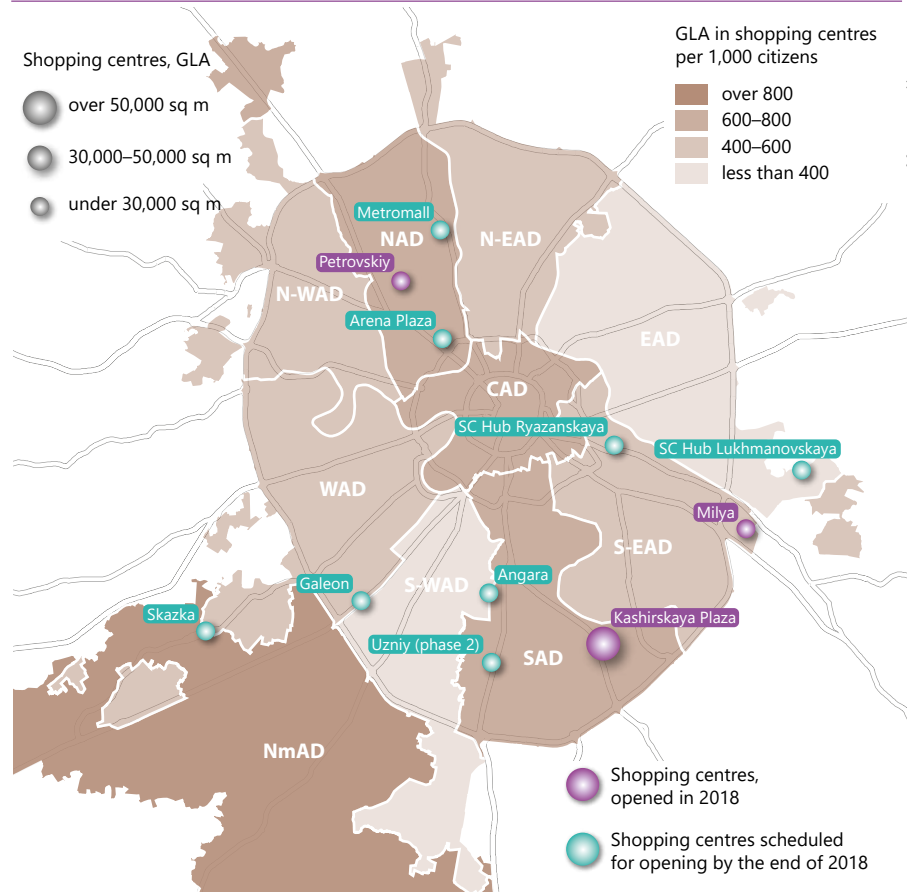 Shopping centres, GLA
over 50,000 sq m
30,000–50,000 sq m
under 30,000 sq m
GLA in shopping centres
per 1,000 citizens
over 800
600–800
400–600
less than 400
Metromall
NAD
N-EAD
Petrovskiy
N-WAD
Arena Plaza
EAD
CAD
SC Hub Ryazanskaya
SC Hub Lukhmanovskaya
WAD
Milya
S-EAD
Galeon
S-WAD
Angara
Skazka
Kashirskaya Plaza
Uzniy (phase 2)
SAD
NmAD
Shopping centres,
opened in 2018
Shopping centres scheduled
for opening by the end of 2018